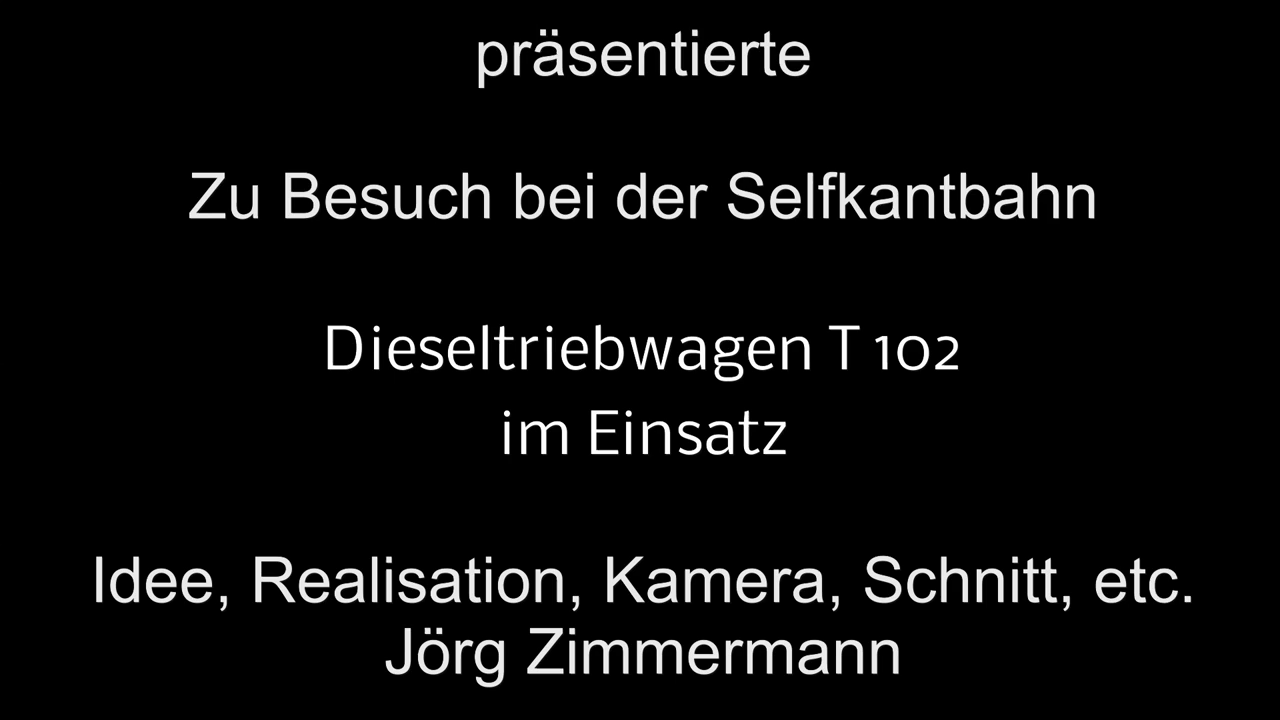 präsentierte
Zu Besuch bei der Selfkantbahn
Dieseltriebwagen T 102
im Einsatz
Idee, Realisation, Kamera, Schnitt, etc.
Jörg Zimmermann